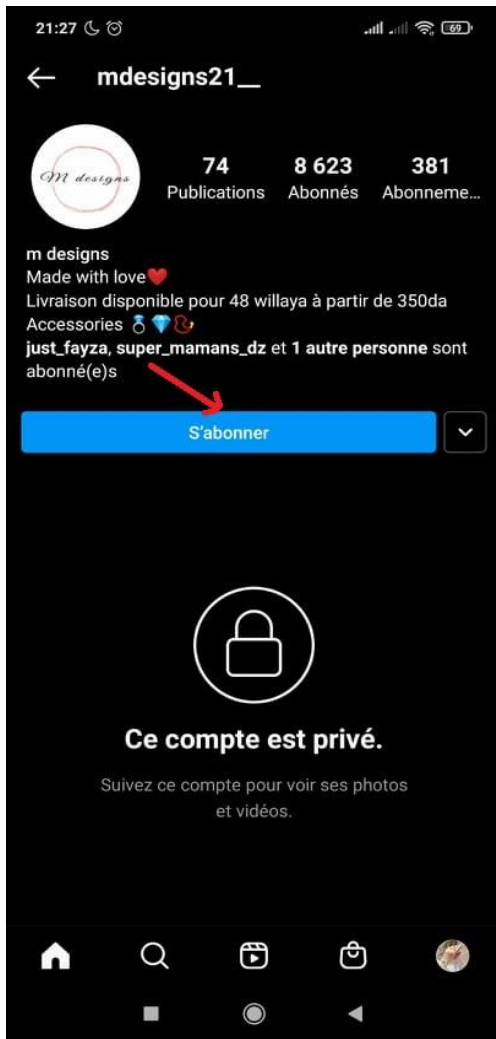 21:27
69
mdesigns21__
M designs
74
8 623
381
Publications
Abonnés
Abonneme...
m designs
Made with love❤️
Livraison disponible pour 48 willaya à partir de 350da
Accessories 💍💎📿
just_fayza, super_mamans_dz et 1 autre personne sont
abonné(e)s
S'abonner
Ce compte est privé.
Suivez ce compte pour voir ses photos
et vidéos.